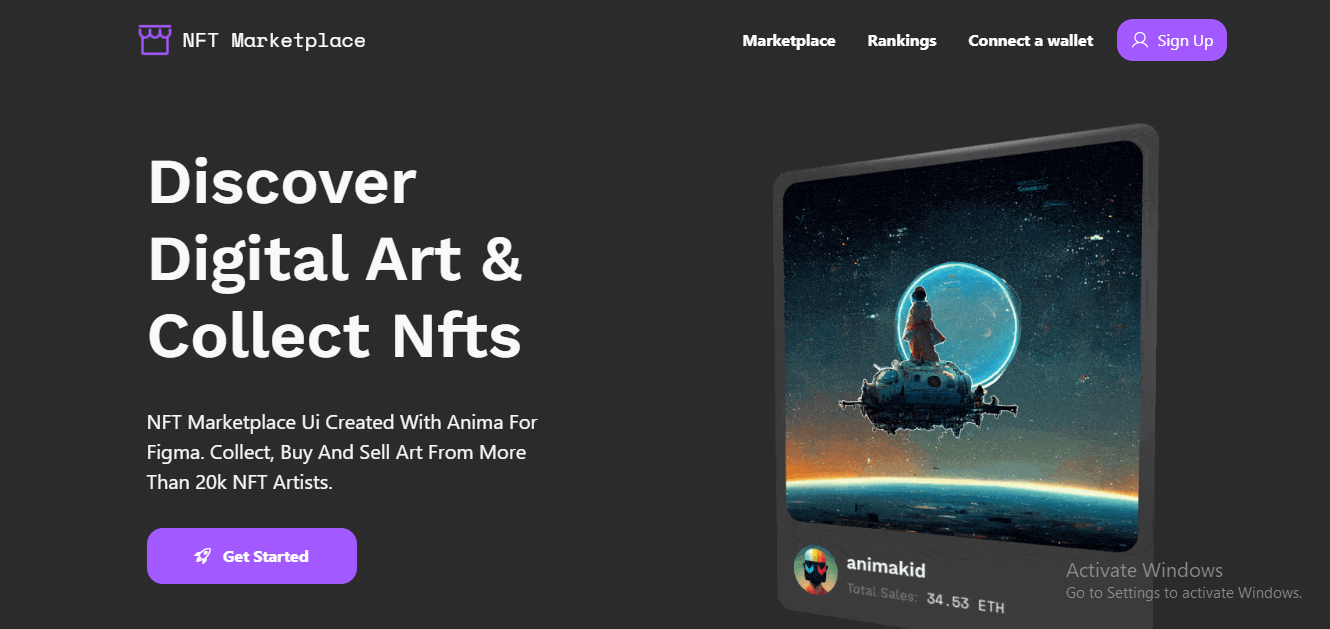 NFT Marketplace
Marketplace
Rankings
Connect a wallet
Sign Up
Discover
Digital Art &
Collect Nfts
NFT Marketplace Ui Created With Anima For
Figma. Collect, Buy And Sell Art From More
Than 20k NFT Artists.
Get Started
animakid
Total Sales: 34.53 ETH
Activate Windows
Go to Settings to activate Windows.